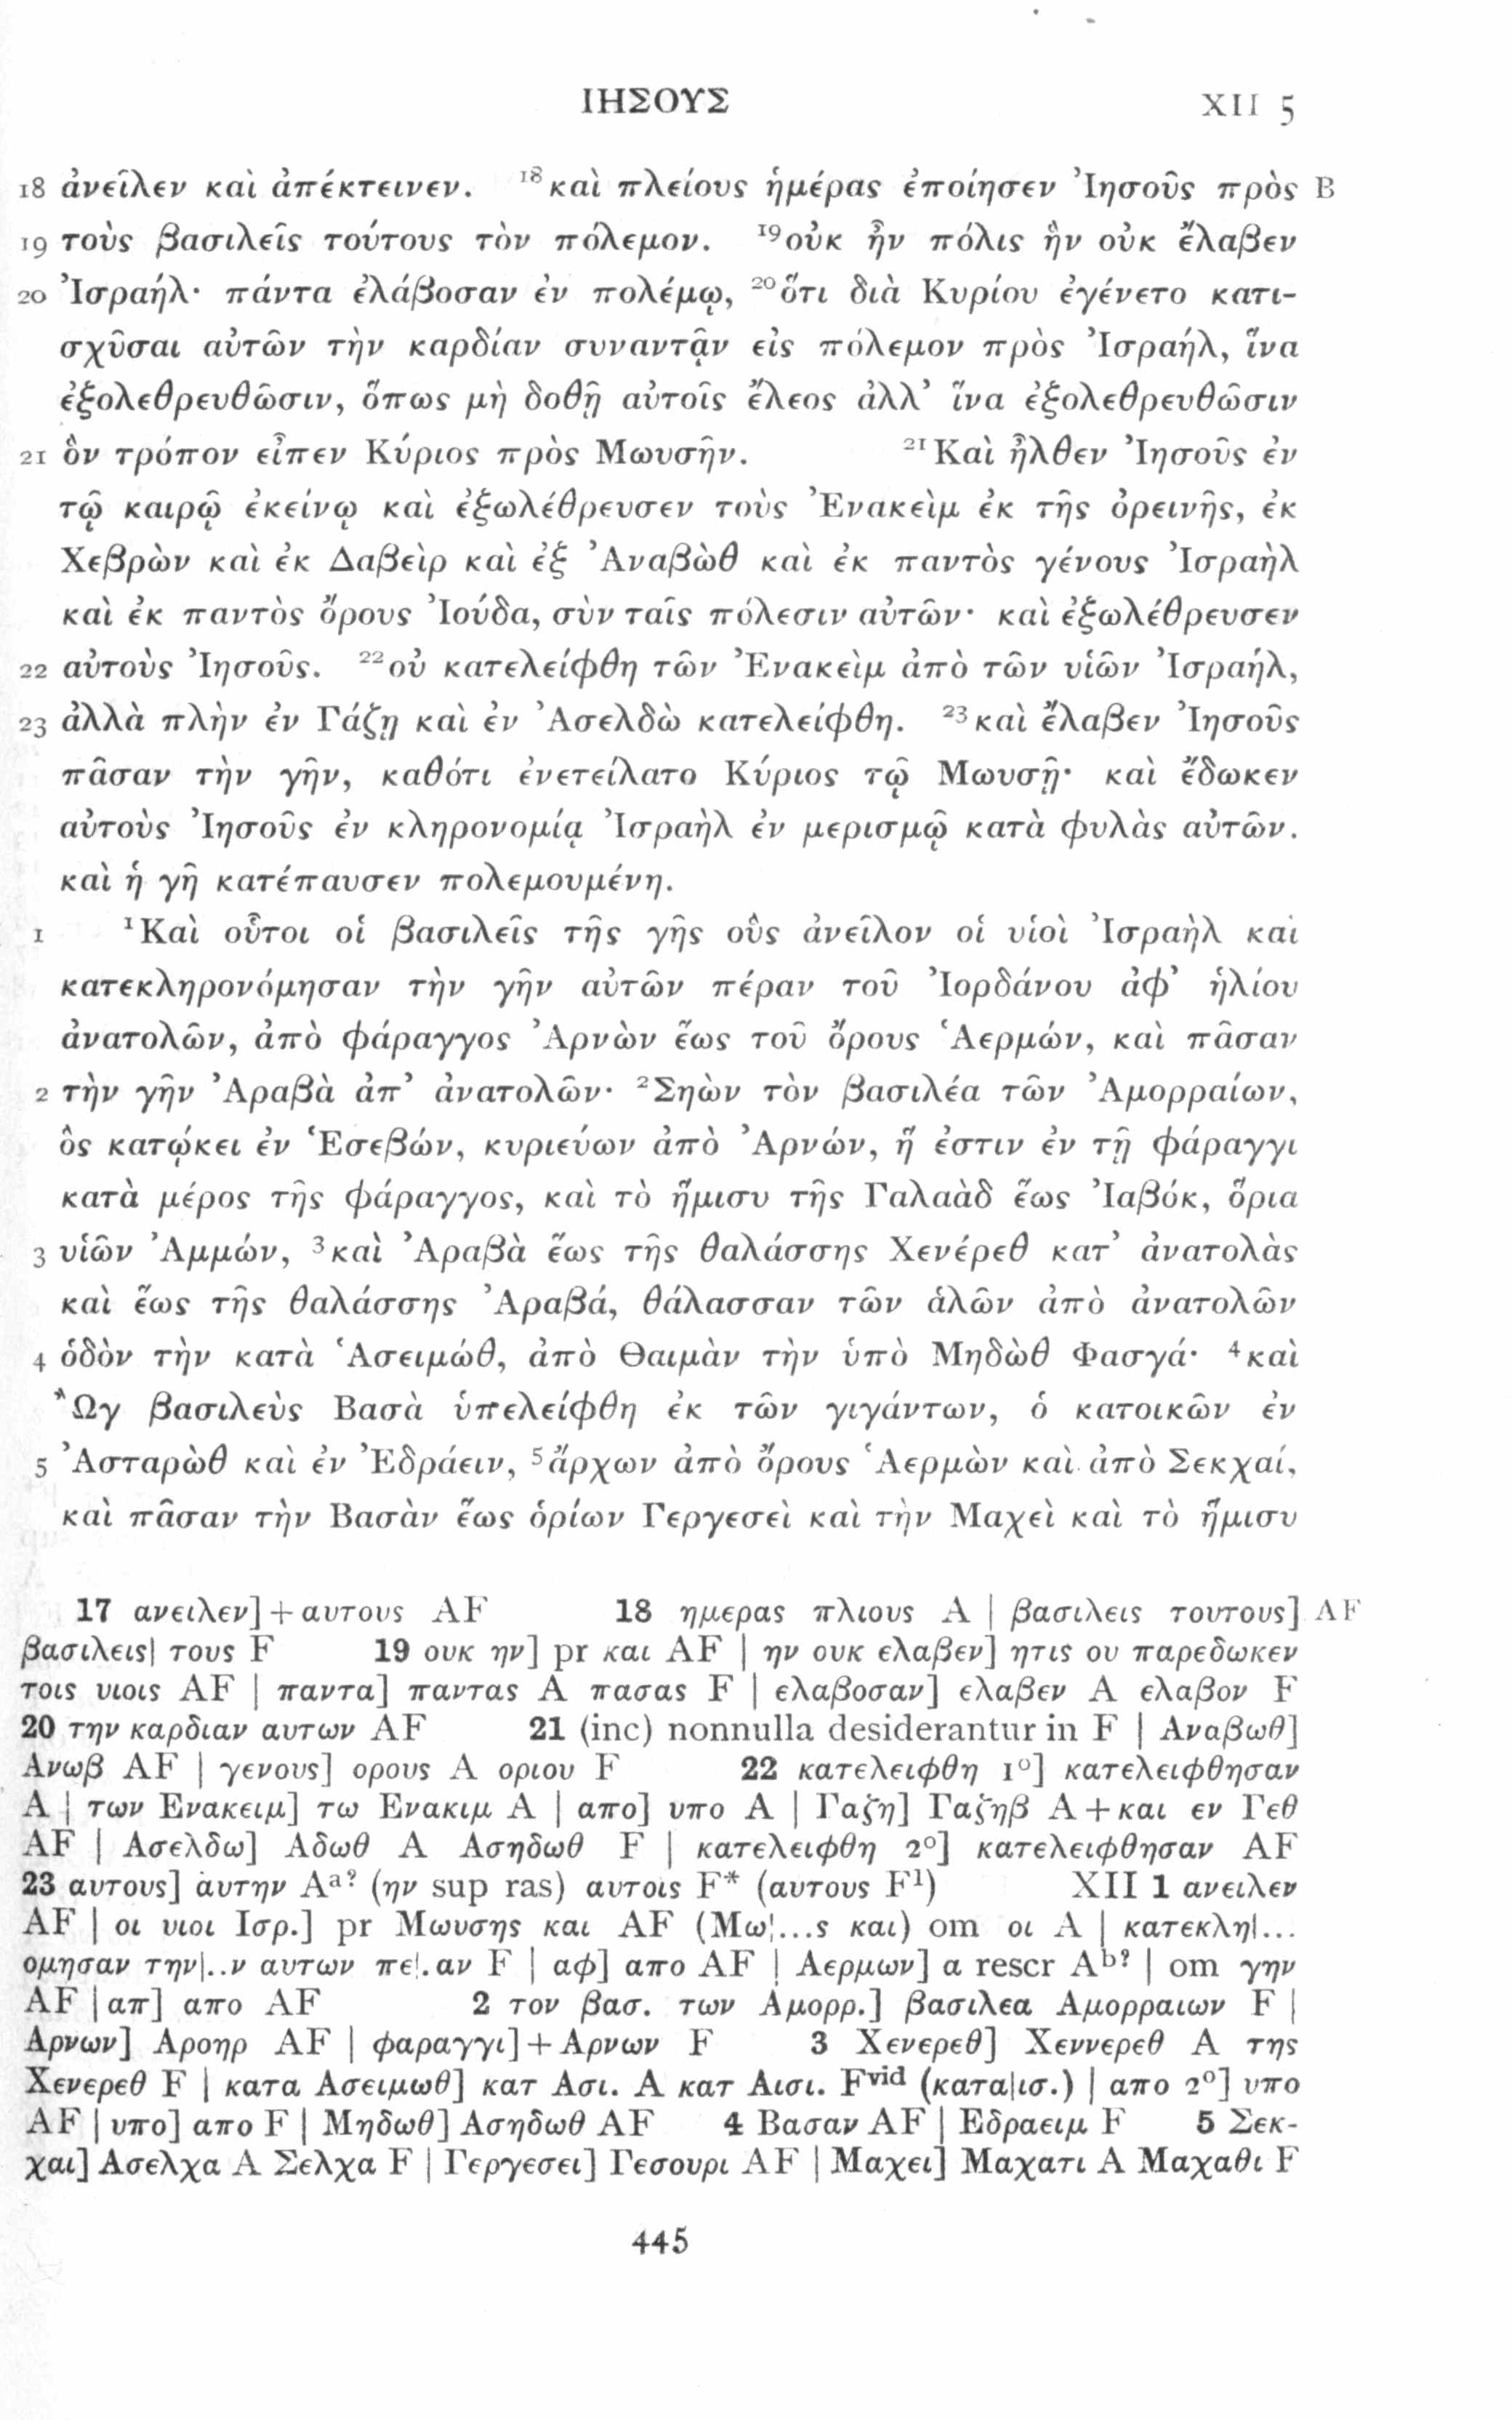 ΙΗΣΟΥΣ XII 5
18 ἀνεῖλεν καὶ ἀπέκτεινεν. ¹⁸καὶ πλείους ἡμέρας ἐποίησεν Ἰησοῦς πρὸς B
19 τοὺς βασιλεῖς τούτους τὸν πόλεμον. ¹⁹οὐκ ἦν πόλις ἣν οὐκ ἔλαβεν
20 Ἰσραήλ· πάντα ἐλάβοσαν ἐν πολέμῳ, ²⁰ὅτι διὰ Κυρίου ἐγένετο κατι-
σχῦσαι αὐτῶν τὴν καρδίαν συναντᾷν εἰς πόλεμον πρὸς Ἰσραήλ, ἵνα
ἐξολεθρευθῶσιν, ὅπως μὴ δοθῇ αὐτοῖς ἔλεος ἀλλ’ ἵνα ἐξολεθρευθῶσιν
21 ὃν τρόπον εἶπεν Κύριος πρὸς Μωυσῆν. ²¹Καὶ ἦλθεν Ἰησοῦς ἐν
τῷ καιρῷ ἐκείνῳ καὶ ἐξωλέθρευσεν τοὺς Ἐνακεὶμ ἐκ τῆς ὀρεινῆς, ἐκ
Χεβρὼν καὶ ἐκ Δαβεὶρ καὶ ἐξ Ἀναβὼθ καὶ ἐκ παντὸς γένους Ἰσραὴλ
καὶ ἐκ παντὸς ὄρους Ἰούδα, σὺν ταῖς πόλεσιν αὐτῶν· καὶ ἐξωλέθρευσεν
22 αὐτοὺς Ἰησοῦς. ²²οὐ κατελείφθη τῶν Ἐνακεὶμ ἀπὸ τῶν υἱῶν Ἰσραήλ,
23 ἀλλὰ πλὴν ἐν Γάζῃ καὶ ἐν Ἀσελδὼ κατελείφθη. ²³καὶ ἔλαβεν Ἰησοῦς
πᾶσαν τὴν γῆν, καθότι ἐνετείλατο Κύριος τῷ Μωυσῇ· καὶ ἔδωκεν
αὐτοὺς Ἰησοῦς ἐν κληρονομίᾳ Ἰσραὴλ ἐν μερισμῷ κατὰ φυλὰς αὐτῶν.
καὶ ἡ γῆ κατέπαυσεν πολεμουμένη.
1 ¹Καὶ οὗτοι οἱ βασιλεῖς τῆς γῆς οὓς ἀνεῖλον οἱ υἱοὶ Ἰσραὴλ καὶ
κατεκληρονόμησαν τὴν γῆν αὐτῶν πέραν τοῦ Ἰορδάνου ἀφ’ ἡλίου
ἀνατολῶν, ἀπὸ φάραγγος Ἀρνὼν ἕως τοῦ ὄρους Ἁερμών, καὶ πᾶσαν
2 τὴν γῆν Ἀραβὰ ἀπ’ ἀνατολῶν· ²Σηὼν τὸν βασιλέα τῶν Ἀμορραίων,
ὃς κατῴκει ἐν Ἐσεβών, κυριεύων ἀπὸ Ἀρνών, ἥ ἐστιν ἐν τῇ φάραγγι
κατὰ μέρος τῆς φάραγγος, καὶ τὸ ἥμισυ τῆς Γαλαὰδ ἕως Ἰαβόκ, ὅρια
3 υἱῶν Ἀμμών, ³καὶ Ἀραβὰ ἕως τῆς θαλάσσης Χενέρεθ κατ’ ἀνατολὰς
καὶ ἕως τῆς θαλάσσης Ἀραβά, θάλασσαν τῶν ἁλῶν ἀπὸ ἀνατολῶν
4 ὁδὸν τὴν κατὰ Ἁσειμώθ, ἀπὸ Θαιμὰν τὴν ὑπὸ Μηδὼθ Φασγά· ⁴καὶ
Ὢγ βασιλεὺς Βασὰ ὑπελείφθη ἐκ τῶν γιγάντων, ὁ κατοικῶν ἐν
5 Ἀσταρὼθ καὶ ἐν Ἐδράειν, ⁵ἄρχων ἀπὸ ὄρους Ἁερμὼν καὶ ἀπὸ Σεκχαί,
καὶ πᾶσαν τὴν Βασὰν ἕως ὁρίων Γεργεσεὶ καὶ τὴν Μαχεὶ καὶ τὸ ἥμισυ
17 ανειλεν] + αυτους AF 18 ημερας πλιους A | βασιλεις τουτους] AF
βασιλεις| τους F 19 ουκ ην] pr και AF | ην ουκ ελαβεν] ητις ου παρεδωκεν
τοις υιοις AF | παντα] παντας A πασας F | ελαβοσαν] ελαβεν A ελαβον F
20 την καρδιαν αυτων AF 21 (inc) nonnulla desiderantur in F | Αναβωθ]
Ανωβ AF | γενους] ορους A οριου F 22 κατελειφθη 1º] κατελειφθησαν
A | των Ενακειμ] τω Ενακιμ A | απο] υπο A | Γαζη] Γαζηβ A + και εν Γεθ
AF | Ασελδω] Αδωθ A Ασηδωθ F | κατελειφθη 2º] κατελειφθησαν AF
23 αυτους] αυτην Aᵃ? (ην sup ras) αυτοις F* (αυτους F¹) XII 1 ανειλεν
AF | οι υιοι Ισρ.] pr Μωυσης και AF (Μω|...ς και) om οι A | κατεκλη|...
ομησαν την|..ν αυτων πε|.αν F | αφ] απο AF | Αερμων] α rescr Aᵇ? | om γην
AF | απ] απο AF 2 τον βασ. των Αμορρ.] βασιλεα Αμορραιων F |
Αρνων] Αροηρ AF | φαραγγι] + Αρνων F 3 Χενερεθ] Χεννερεθ A της
Χενερεθ F | κατα Ασειμωθ] κατ Ασι. A κατ Αισι. Fᵛⁱᵈ (κατα|ισ.) | απο 2º] υπο
AF | υπο] απο F | Μηδωθ] Ασηδωθ AF 4 Βασαν AF | Εδραειμ F 5 Σεκ-
χαι] Ασελχα A Σελχα F | Γεργεσει] Γεσουρι AF | Μαχει] Μαχατι A Μαχαθι F
445